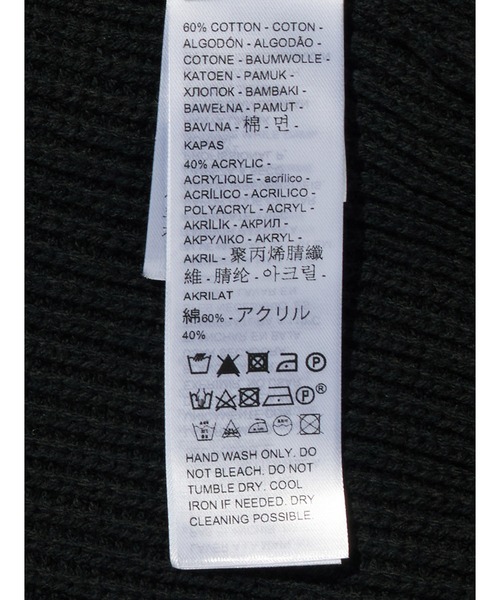 60% COTTON - COTON -
ALGODÓN - ALGODÃO -
COTONE - BAUMWOLLE -
KATOEN - PAMUK -
ХЛОПОК - BAMBAKI -
BAWEŁNA - PAMUT -
BAVLNA - 棉 - 면 -
KAPAS
40% ACRYLIC -
ACRYLIQUE - acrílico -
ACRÍLICO - ACRILICO -
POLYACRYL - ACRYL -
AKRİLİK - АКРИЛ -
ΑΚΡΥΛΙΚΟ - AKRYL -
AKRIL - 聚丙烯腈纖
維 - 腈纶 - 아크릴 -
AKRILAT
綿60% - アクリル
40%
HAND WASH ONLY. DO
NOT BLEACH. DO NOT
TUMBLE DRY. COOL
IRON IF NEEDED. DRY
CLEANING POSSIBLE.